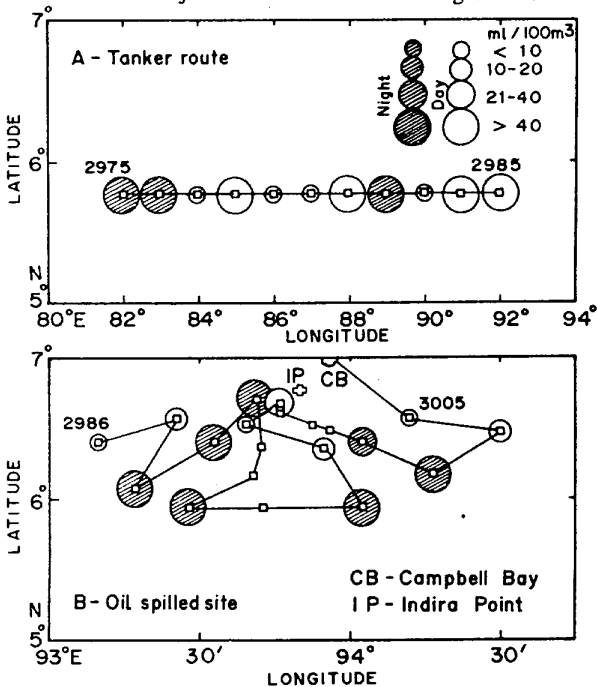 7°
ml/100m³
A - Tanker route
Night
Day
< 10
10-20
21-40
> 40
LATITUDE
6°
2975
2985
N
5°
80°E 82° 84° 86° 88° 90° 92° 94°
LONGITUDE
7°
IP
CB
2986
3005
LATITUDE
6°
CB - Campbell Bay
B - Oil spilled site
IP - Indira Point
N
5°
93°E 30' 94° 30'
LONGITUDE